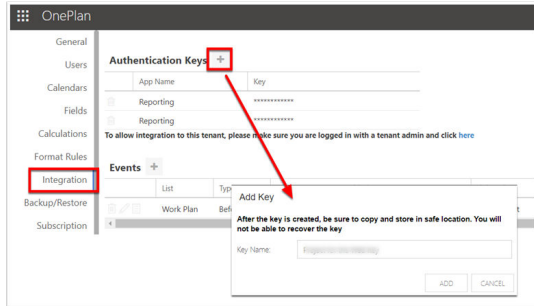 OnePlan
General
Users
Calendars
Fields
Calculations
Format Rules
Integration
Backup/Restore
Subscription
Authentication Keys +
App Name Key
Reporting ************
Reporting ************
To allow integration to this tenant, please make sure you are logged in with a tenant admin and click here
Events +
List
Work Plan
Add Key
After the key is created, be sure to copy and store in safe location. You will
not be able to recover the key
Key Name:
ADD CANCEL